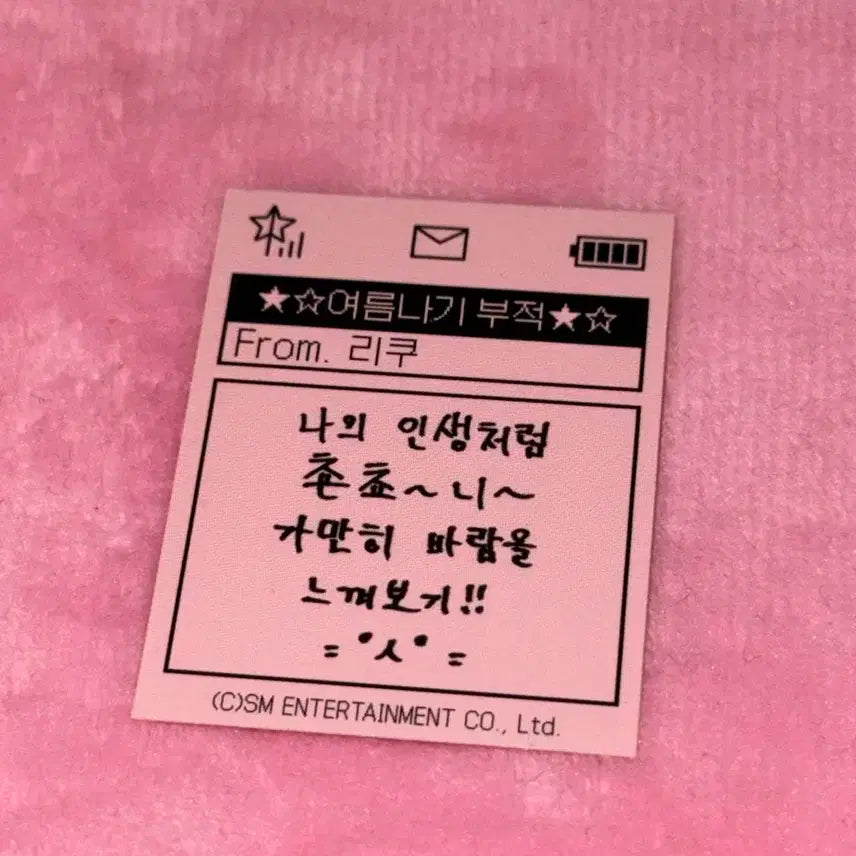 ★☆여름나기 부적★☆
From. 리쿠
나의 인생처럼
촌쵸~니~
가만히 바람을
느껴보기!!
= •ㅅ• =
(C)SM ENTERTAINMENT CO., Ltd.